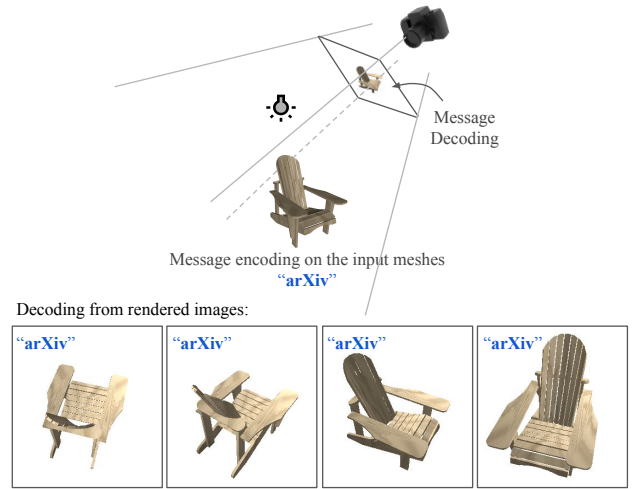 Message
Decoding
Message encoding on the input meshes
“arXiv”
Decoding from rendered images:
“arXiv”
“arXiv”
“arXiv”
“arXiv”